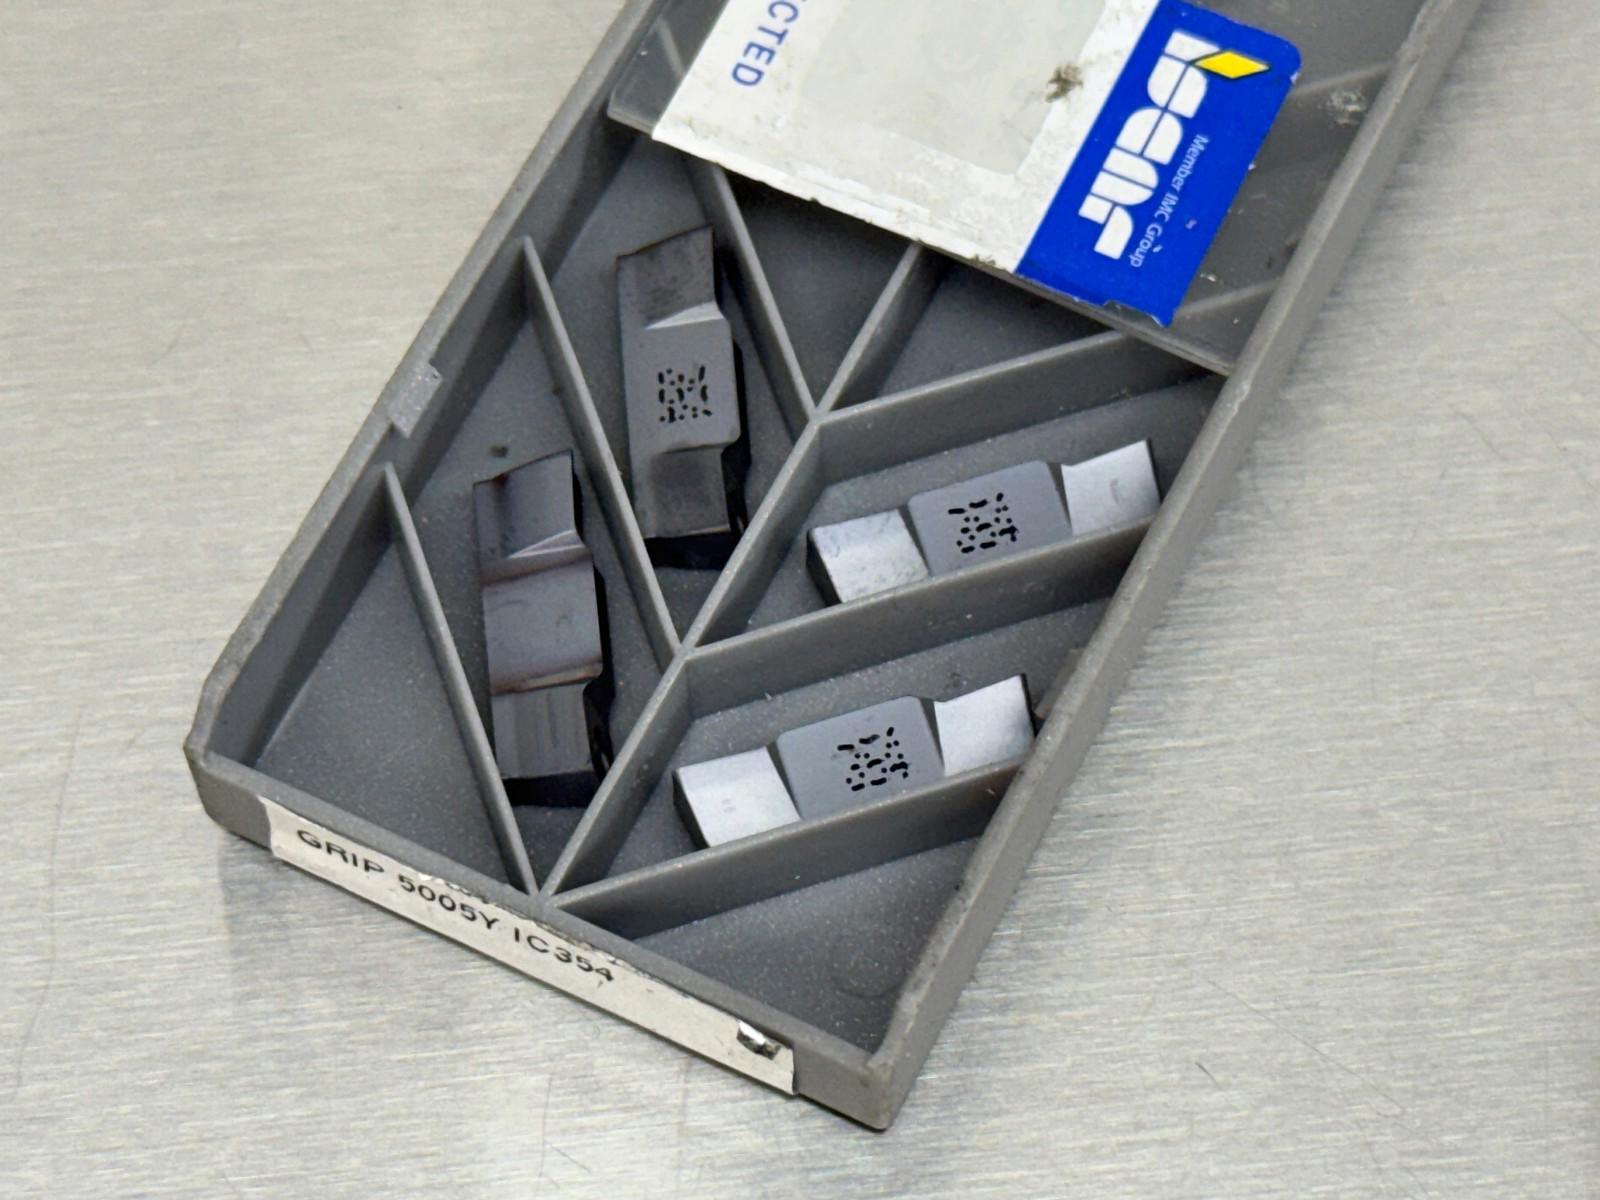 CTED
ISCAR
Member IMC Group
GRIP 5005Y IC354